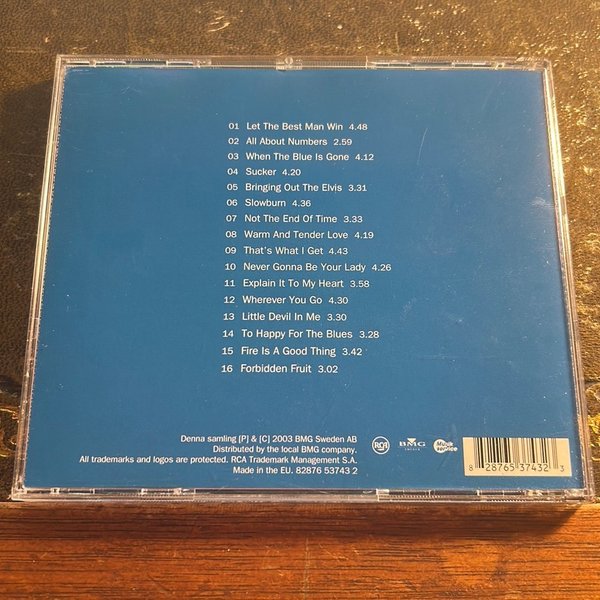 01 Let The Best Man Win 4.48
02 All About Numbers 2.59
03 When The Blue Is Gone 4.12
04 Sucker 4.20
05 Bringing Out The Elvis 3.31
06 Slowburn 4.36
07 Not The End Of Time 3.33
08 Warm And Tender Love 4.19
09 That's What I Get 4.43
10 Never Gonna Be Your Lady 4.26
11 Explain It To My Heart 3.58
12 Wherever You Go 4.30
13 Little Devil In Me 3.30
14 To Happy For The Blues 3.28
15 Fire Is A Good Thing 3.42
16 Forbidden Fruit 3.02
Denna samling [P] & [C] 2003 BMG Sweden AB
Distributed by the local BMG company.
All trademarks and logos are protected. RCA Trademark Management S.A.
Made in the EU. 82876 53743 2
RCA
BMG
Musik
service
8 28765 37432 3